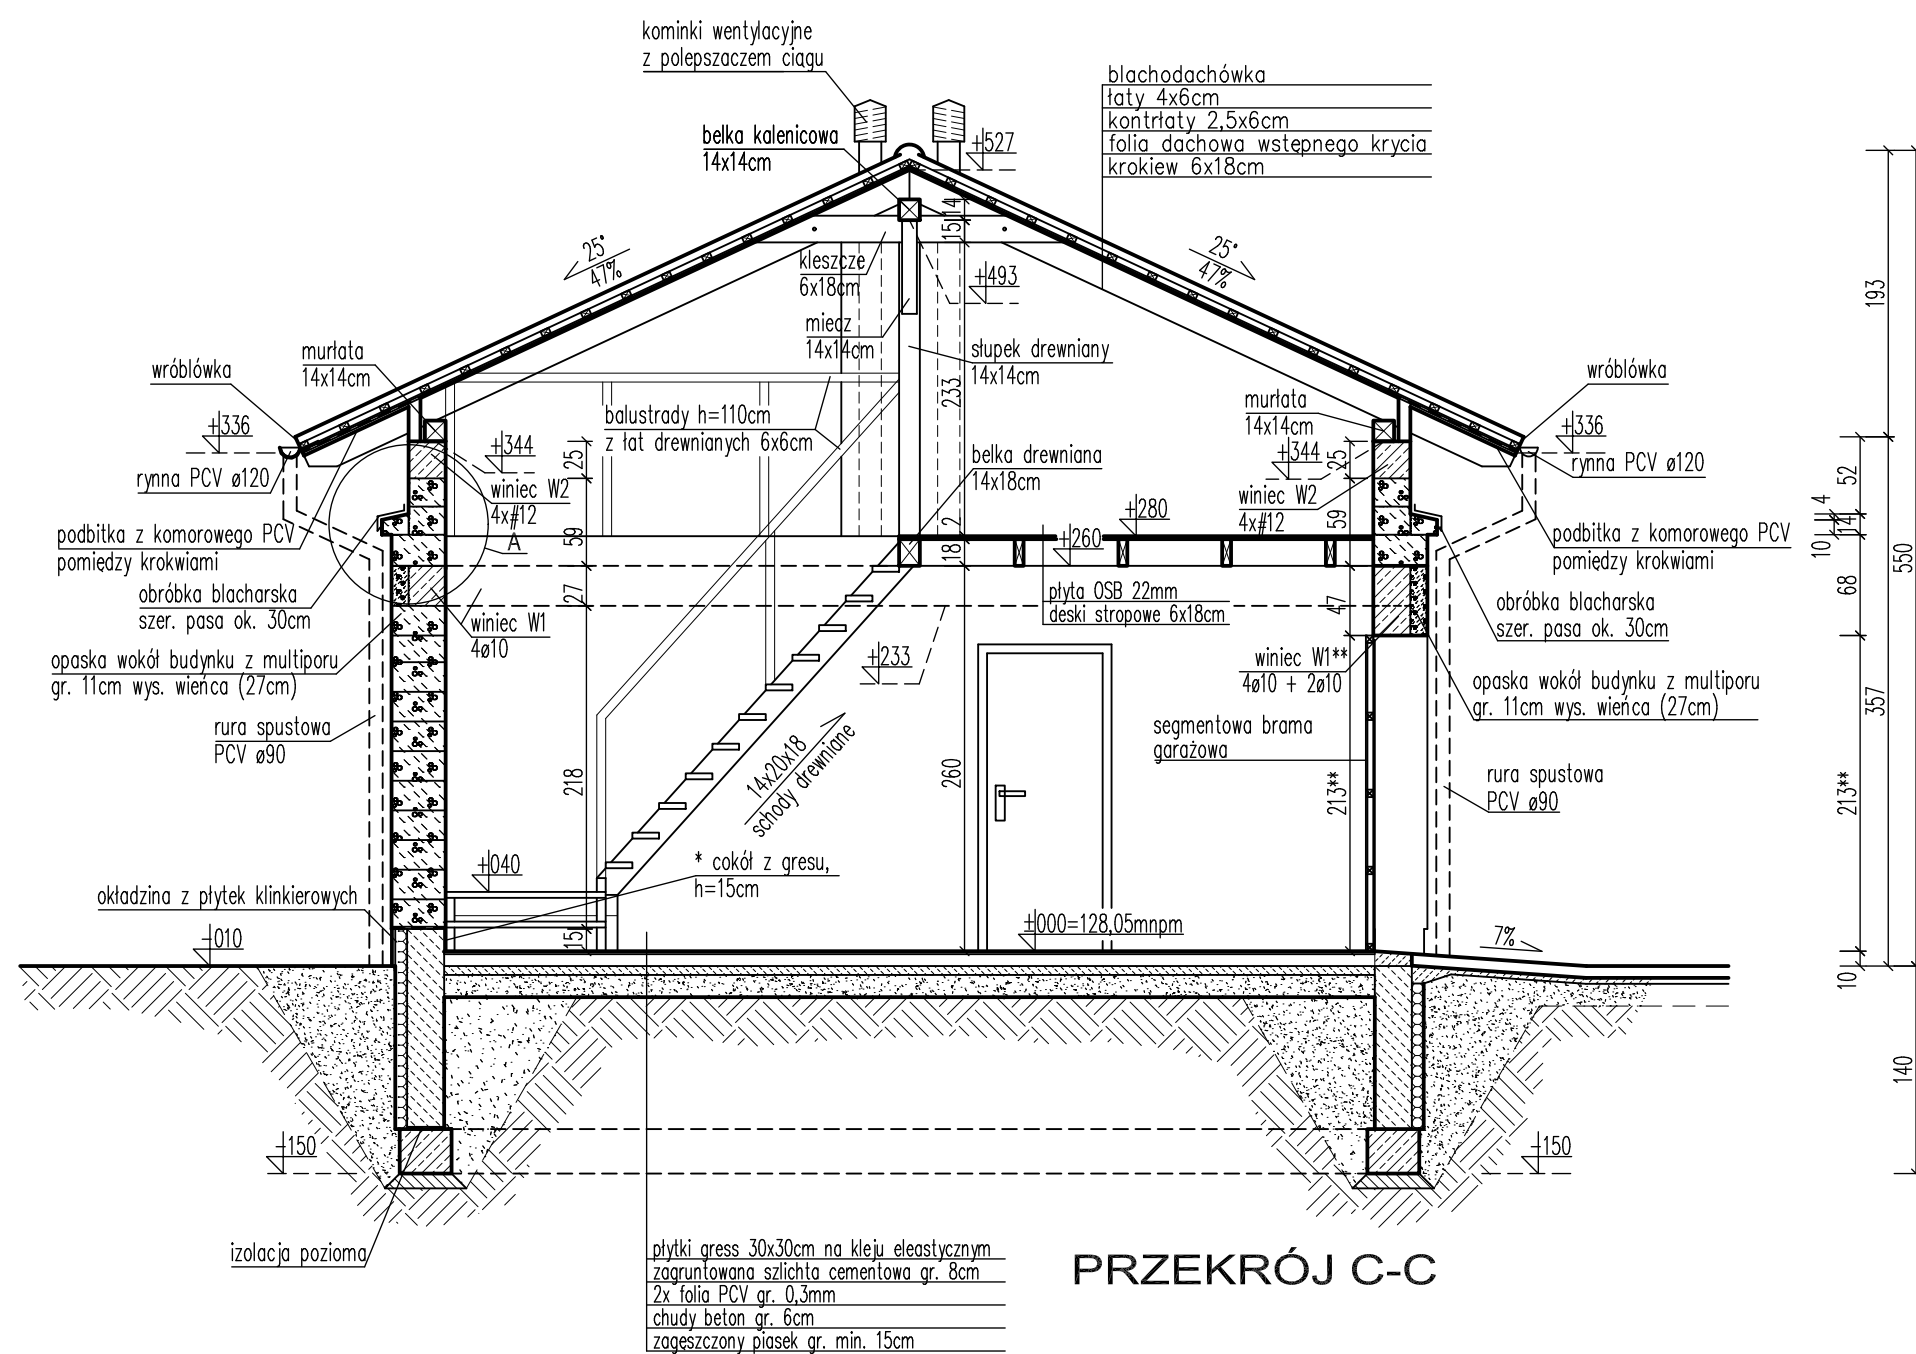 kominki wentylacyjne
z polepszaczem ciągu
blachodachówka
łaty 4x6cm
kontrłaty 2,5x6cm
folia dachowa wstępnego krycia
krokiew 6x18cm
belka kalenicowa
14x14cm
+527
14
15
25°
47%
25°
47%
kleszcze
6x18cm
+493
miecz
14x14cm
słupek drewniany
14x14cm
193
murłata
14x14cm
wróblówka
wróblówka
murłata
14x14cm
233
balustrady h=110cm
z łat drewnianych 6x6cm
+336
+344
25
+344
25
+336
rynna PCV ø120
rynna PCV ø120
belka drewniana
14x18cm
winiec W2
4x#12
winiec W2
4x#12
52
4
14
10
A
59
59
2
18
+280
+260
550
podbitka z komorowego PCV
pomiędzy krokwiami
podbitka z komorowego PCV
pomiędzy krokwiami
obróbka blacharska
szer. pasa ok. 30cm
obróbka blacharska
szer. pasa ok. 30cm
27
47
68
płyta OSB 22mm
deski stropowe 6x18cm
winiec W1
4ø10
winiec W1**
4ø10 + 2ø10
+233
opaska wokół budynku z multiporu
gr. 11cm wys. wieńca (27cm)
opaska wokół budynku z multiporu
gr. 11cm wys. wieńca (27cm)
357
rura spustowa
PCV ø90
segmentowa brama
garażowa
rura spustowa
PCV ø90
218
14x20x18
schody drewniane
260
213**
213**
+040
* cokół z gresu,
h=15cm
okładzina z płytek klinkierowych
15
±000=128,05mnpm
-010
7%
10
140
-150
-150
izolacja pozioma
płytki gress 30x30cm na kleju eleastycznym
zagruntowana szlichta cementowa gr. 8cm
2x folia PCV gr. 0,3mm
chudy beton gr. 6cm
zagęszczony piasek gr. min. 15cm
PRZEKRÓJ C-C